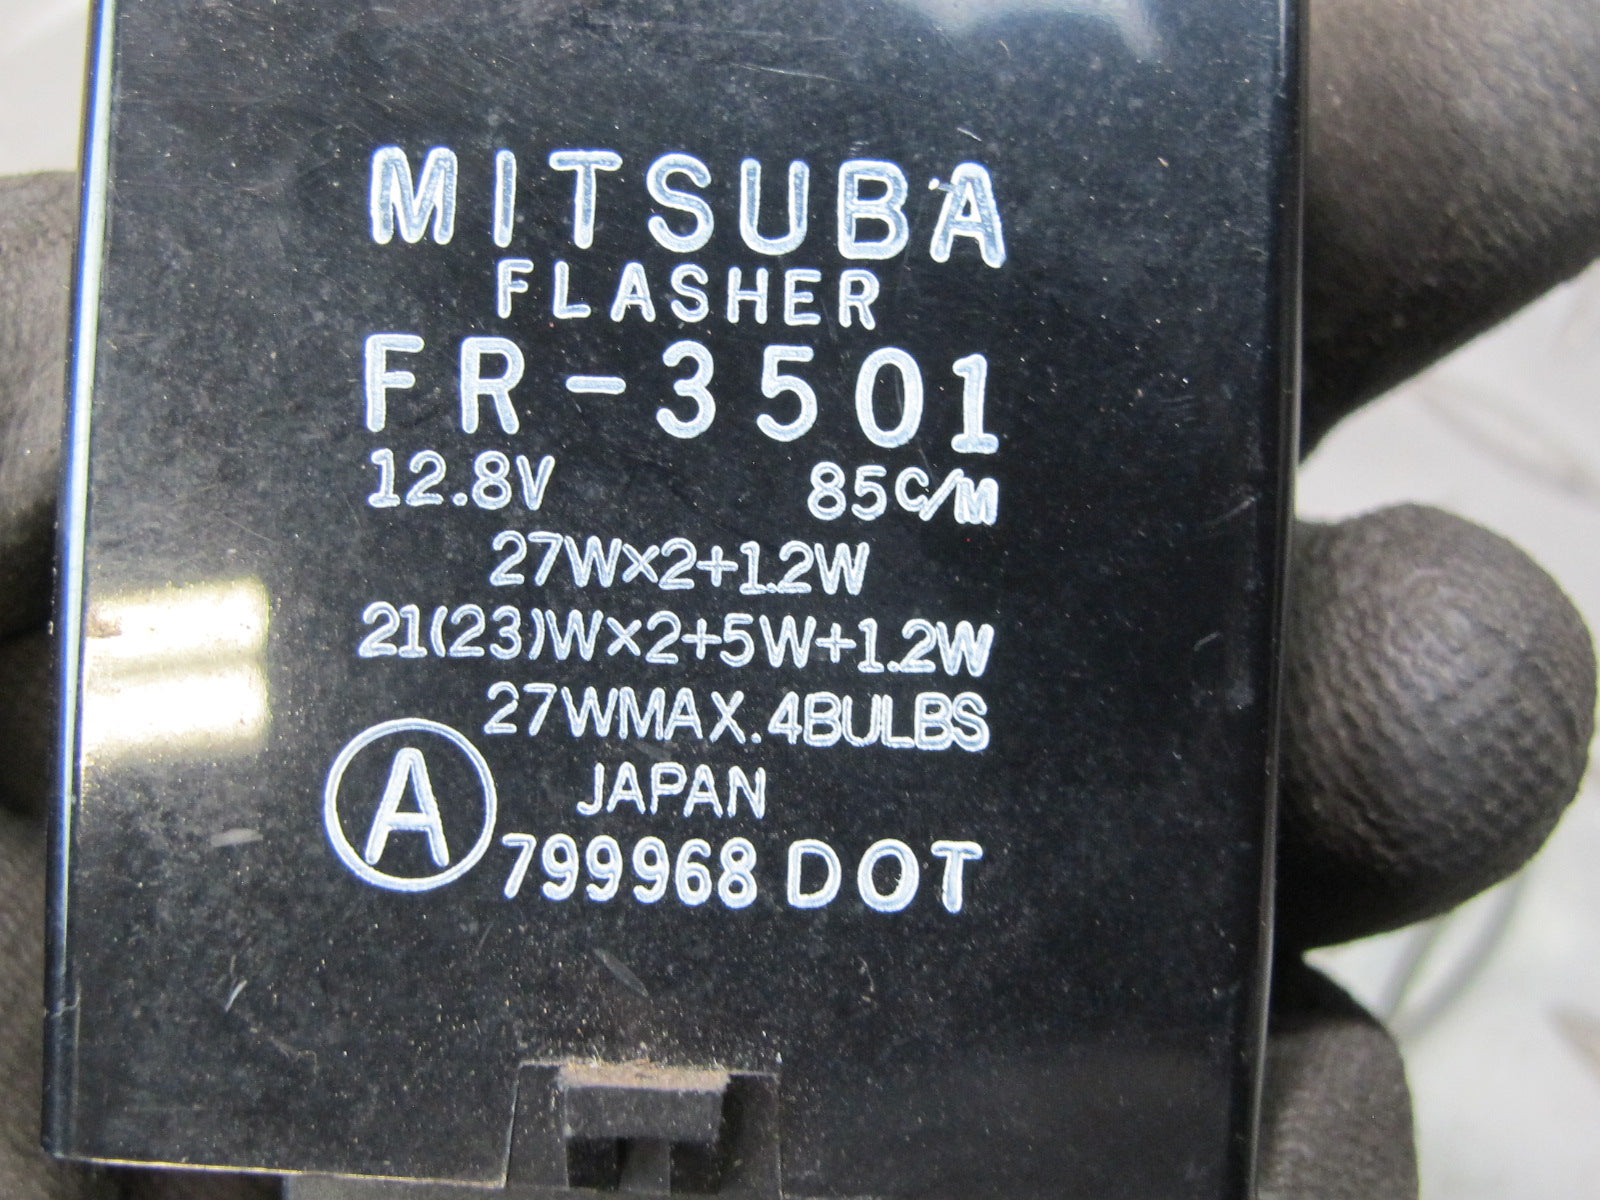 MITSUBA
FLASHER
FR-3501
12.8V 85C/M
27W×2+1.2W
21(23)W×2+5W+1.2W
27WMAX.4BULBS
JAPAN
A 799968 DOT